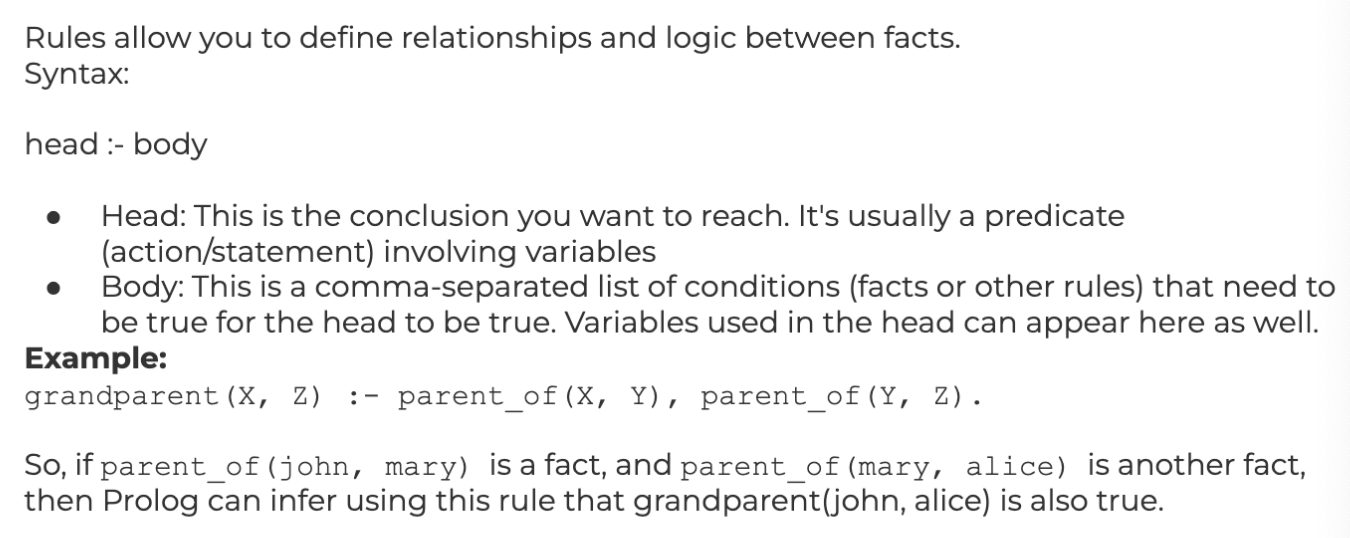 Rules allow you to define relationships and logic between facts.
Syntax:
head :- body
● Head: This is the conclusion you want to reach. It's usually a predicate
(action/statement) involving variables
● Body: This is a comma-separated list of conditions (facts or other rules) that need to
be true for the head to be true. Variables used in the head can appear here as well.
Example:
grandparent(X, Z) :- parent_of(X, Y), parent_of(Y, Z).
So, if parent_of(john, mary) is a fact, and parent_of(mary, alice) is another fact,
then Prolog can infer using this rule that grandparent(john, alice) is also true.